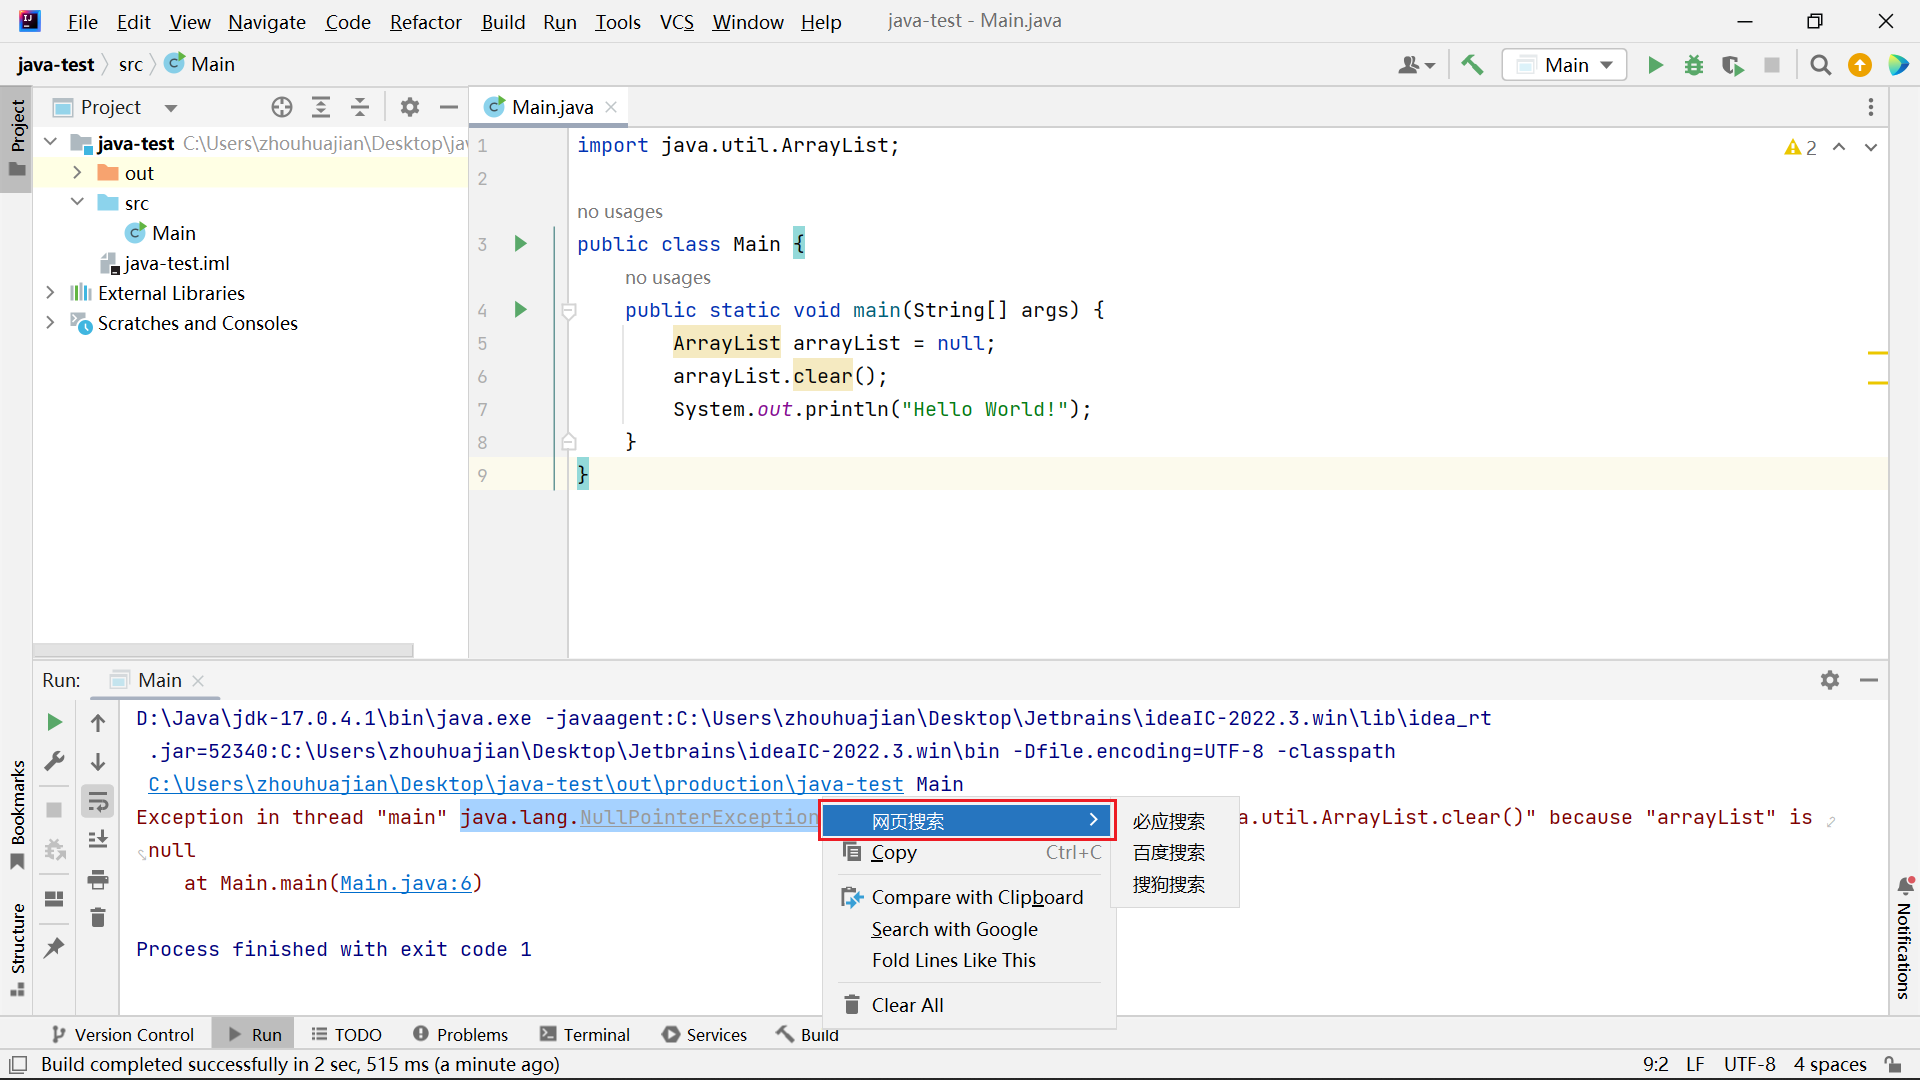 File Edit View Navigate Code Refactor Build Run Tools VCS Window Help java-test - Main.java
java-test src Main
Main
Project
Main.java
Project
java-test C:\Users\zhouhuajian\Desktop\jav
out
src
Main
java-test.iml
External Libraries
Scratches and Consoles
2
1 import java.util.ArrayList;
2
no usages
3 public class Main {
no usages
4 public static void main(String[] args) {
5 ArrayList arrayList = null;
6 arrayList.clear();
7 System.out.println("Hello World!");
8 }
9 }
Run: Main
D:\Java\jdk-17.0.4.1\bin\java.exe -javaagent:C:\Users\zhouhuajian\Desktop\Jetbrains\ideaIC-2022.3.win\lib\idea_rt
.jar=52340:C:\Users\zhouhuajian\Desktop\Jetbrains\ideaIC-2022.3.win\bin -Dfile.encoding=UTF-8 -classpath
C:\Users\zhouhuajian\Desktop\java-test\out\production\java-test Main
Exception in thread "main" java.lang.NullPointerException a.util.ArrayList.clear()" because "arrayList" is
null
at Main.main(Main.java:6)
Process finished with exit code 1
网页搜索
Copy Ctrl+C
Compare with Clipboard
Search with Google
Fold Lines Like This
Clear All
必应搜索
百度搜索
搜狗搜索
Bookmarks
Structure
Notifications
Version Control Run TODO Problems Terminal Services Build
Build completed successfully in 2 sec, 515 ms (a minute ago) 9:2 LF UTF-8 4 spaces